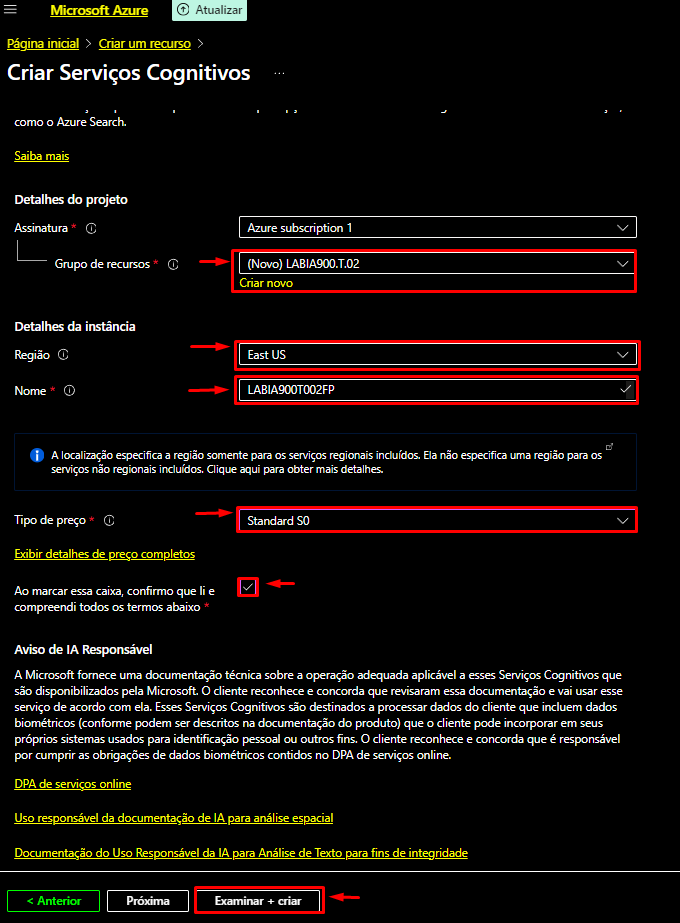 Microsoft Azure
Atualizar
Página inicial > Criar um recurso >
Criar Serviços Cognitivos ...
como o Azure Search.
Saiba mais
Detalhes do projeto
Assinatura * Azure subscription 1
Grupo de recursos * (Novo) LABIA900.T.02
Criar novo
Detalhes da instância
Região East US
Nome * LABIA900T002FP
A localização especifica a região somente para os serviços regionais incluídos. Ela não especifica uma região para os
serviços não regionais incluídos. Clique aqui para obter mais detalhes.
Tipo de preço * Standard S0
Exibir detalhes de preço completos
Ao marcar essa caixa, confirmo que li e
compreendi todos os termos abaixo *
Aviso de IA Responsável
A Microsoft fornece uma documentação técnica sobre a operação adequada aplicável a esses Serviços Cognitivos que
são disponibilizados pela Microsoft. O cliente reconhece e concorda que revisaram essa documentação e vai usar esse
serviço de acordo com ela. Esses Serviços Cognitivos são destinados a processar dados do cliente que incluem dados
biométricos (conforme podem ser descritos na documentação do produto) que o cliente pode incorporar em seus
próprios sistemas usados para identificação pessoal ou outros fins. O cliente reconhece e concorda que é responsável
por cumprir as obrigações de dados biométricos contidos no DPA de serviços online.
DPA de serviços online
Uso responsável da documentação de IA para análise espacial
Documentação do Uso Responsável da IA para Análise de Texto para fins de integridade
< Anterior
Próxima
Examinar + criar